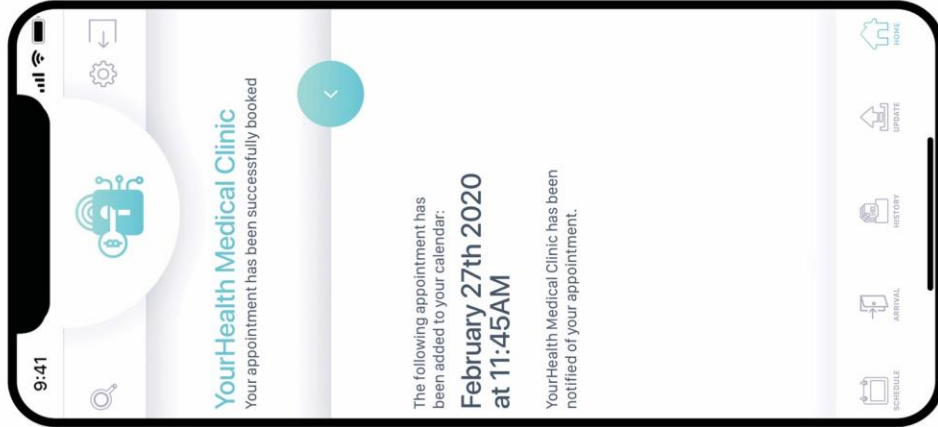 9:41
YourHealth Medical Clinic
Your appointment has been successfully booked
The following appointment has
been added to your calendar:
February 27th 2020
at 11:45AM
YourHealth Medical Clinic has been
notified of your appointment.
SCHEDULE
ARRIVAL
HISTORY
UPDATE
HOME